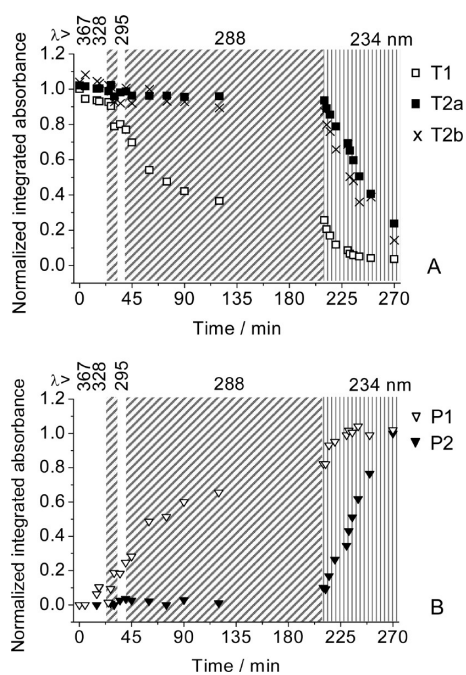 λ> 367 328 295 288 234 nm
1.2
1.0
0.8
0.6
0.4
0.2
0.0
Normalized integrated absorbance
T1
T2a
x T2b
A
0 45 90 135 180 225 270
Time / min
λ> 367 328 295 288 234 nm
1.2
1.0
0.8
0.6
0.4
0.2
0.0
Normalized integrated absorbance
P1
P2
B
0 45 90 135 180 225 270
Time / min